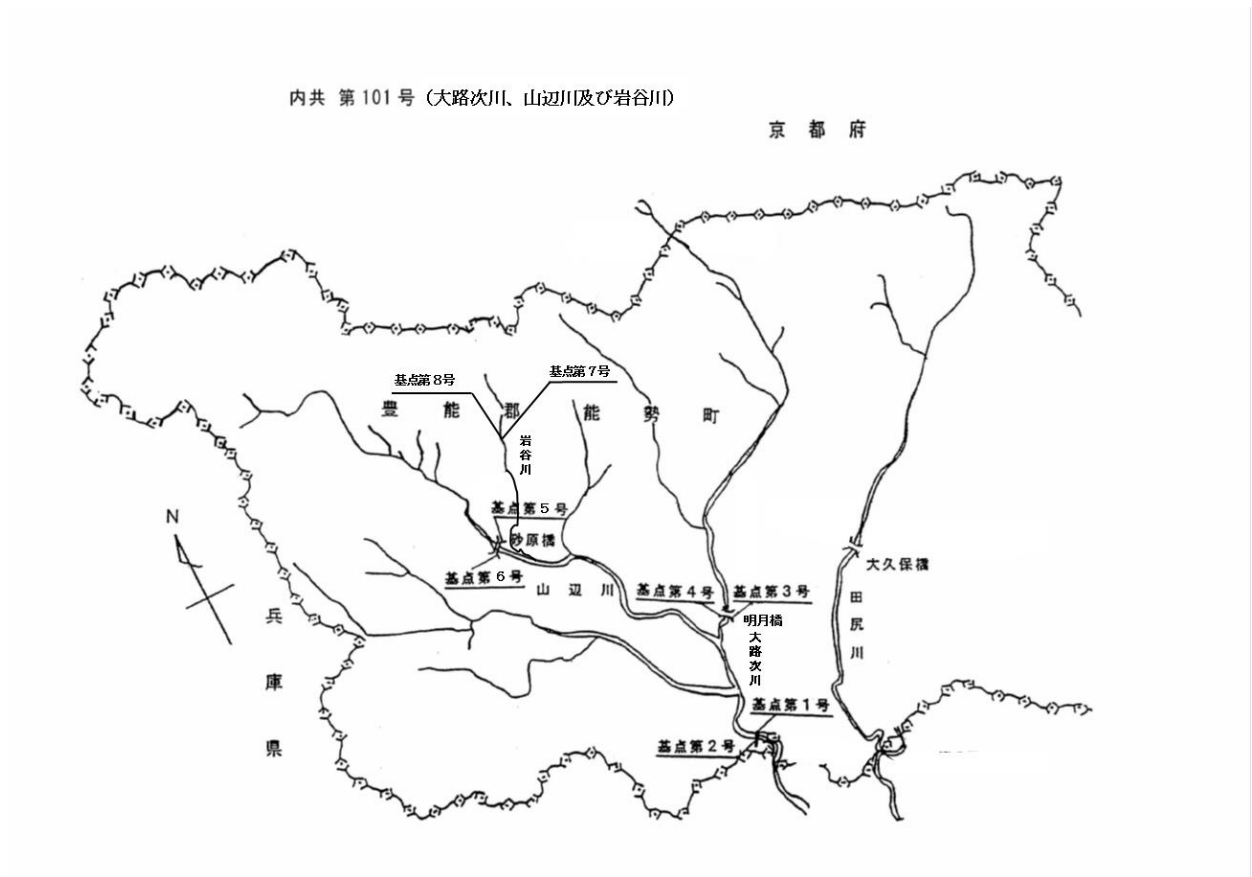 内共 第101号（大路次川、山辺川及び岩谷川）
京都府
基点第8号
基点第7号
豊能郡能勢町
岩谷川
基点第5号
砂原橋
N
基点第6号
山辺川
基点第4号
基点第3号
大久保橋
明月橋
田尻川
兵庫県
大路次川
基点第1号
基点第2号